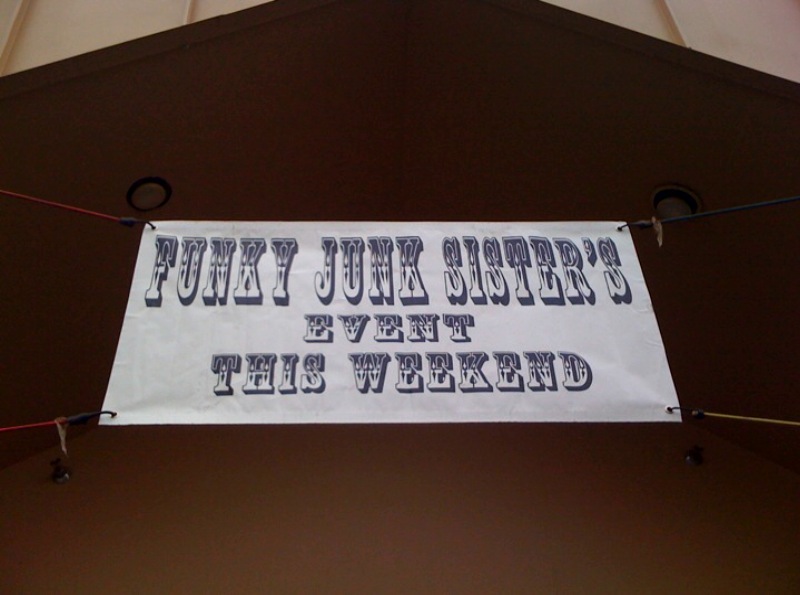 FUNKY JUNK SISTER'S
EVENT
THIS WEEKEND